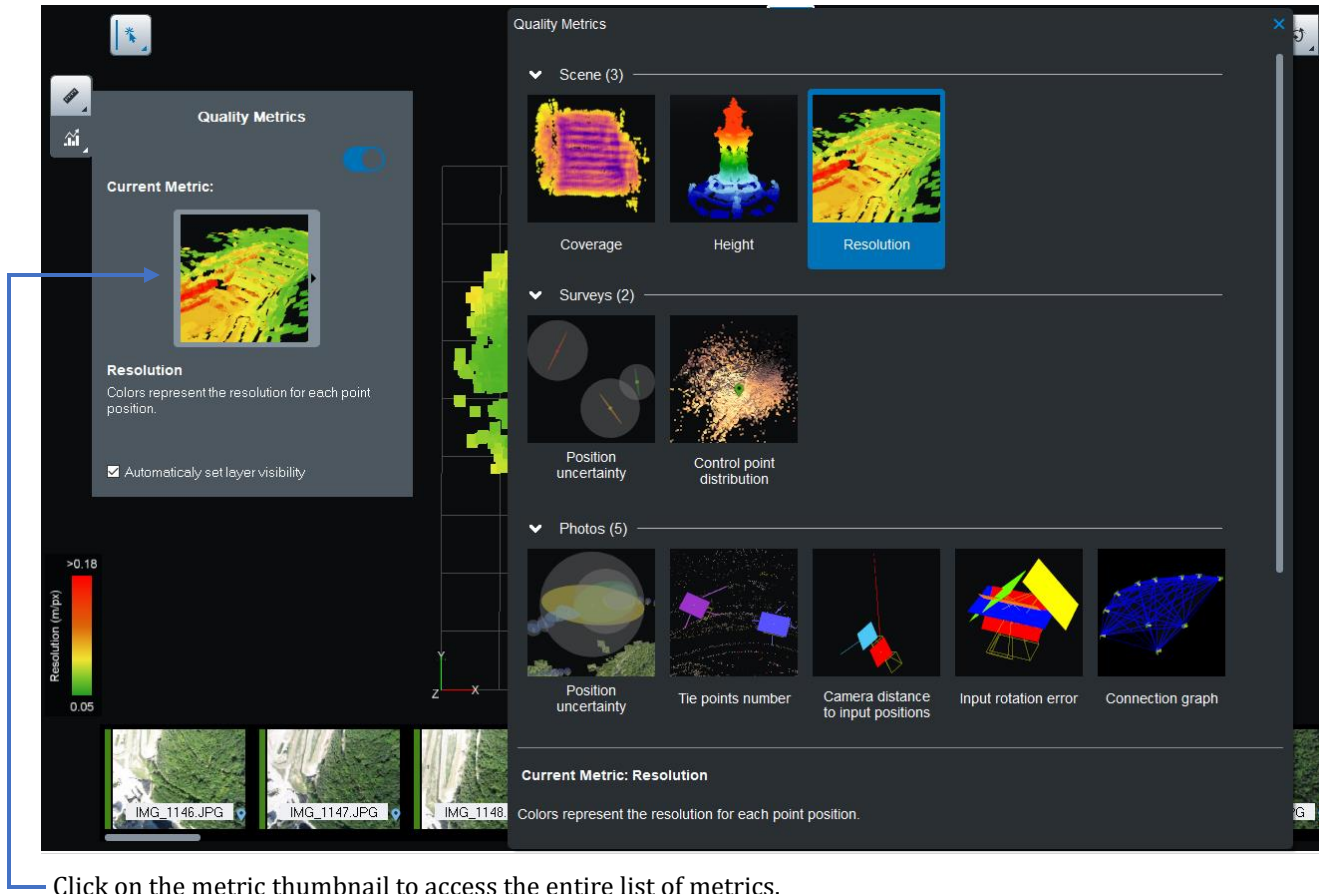 Quality Metrics
Current Metric:
Resolution
Colors represent the resolution for each point
position.
Automaticaly set layer visibility
>0.18
Resolution (m/px)
0.05
Y
Z
X
IMG_1146.JPG
IMG_1147.JPG
IMG_1148.
Quality Metrics
Scene (3)
Coverage
Height
Resolution
Surveys (2)
Position
uncertainty
Control point
distribution
Photos (5)
Position
uncertainty
Tie points number
Camera distance
to input positions
Input rotation error
Connection graph
Current Metric: Resolution
Colors represent the resolution for each point position.
Click on the metric thumbnail to access the entire list of metrics.